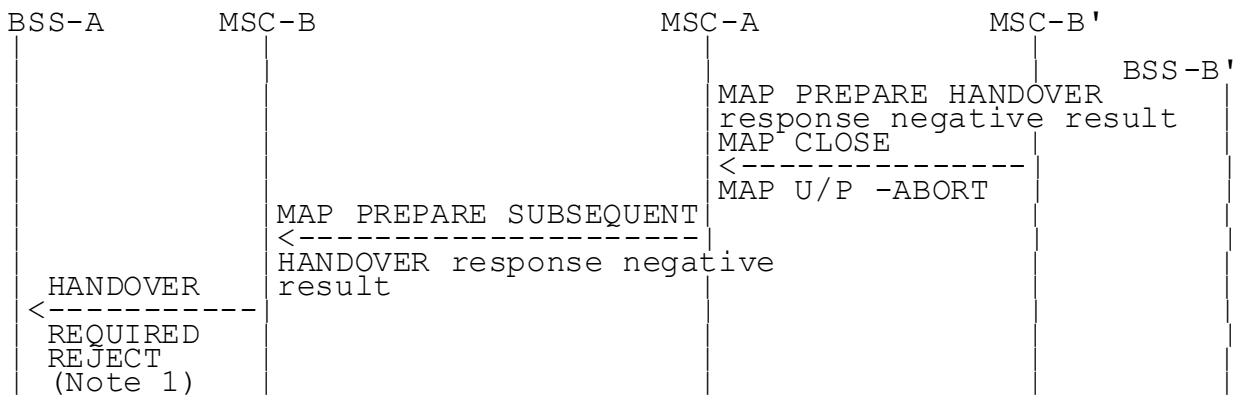 BSS-A MSC-B MSC-A MSC-B'
BSS-B'
MAP PREPARE HANDOVER
response negative result
MAP CLOSE
<---------------
MAP U/P -ABORT
MAP PREPARE SUBSEQUENT
<---------------------
HANDOVER response negative
HANDOVER result
<-----------
REQUIRED
REJECT
(Note 1)